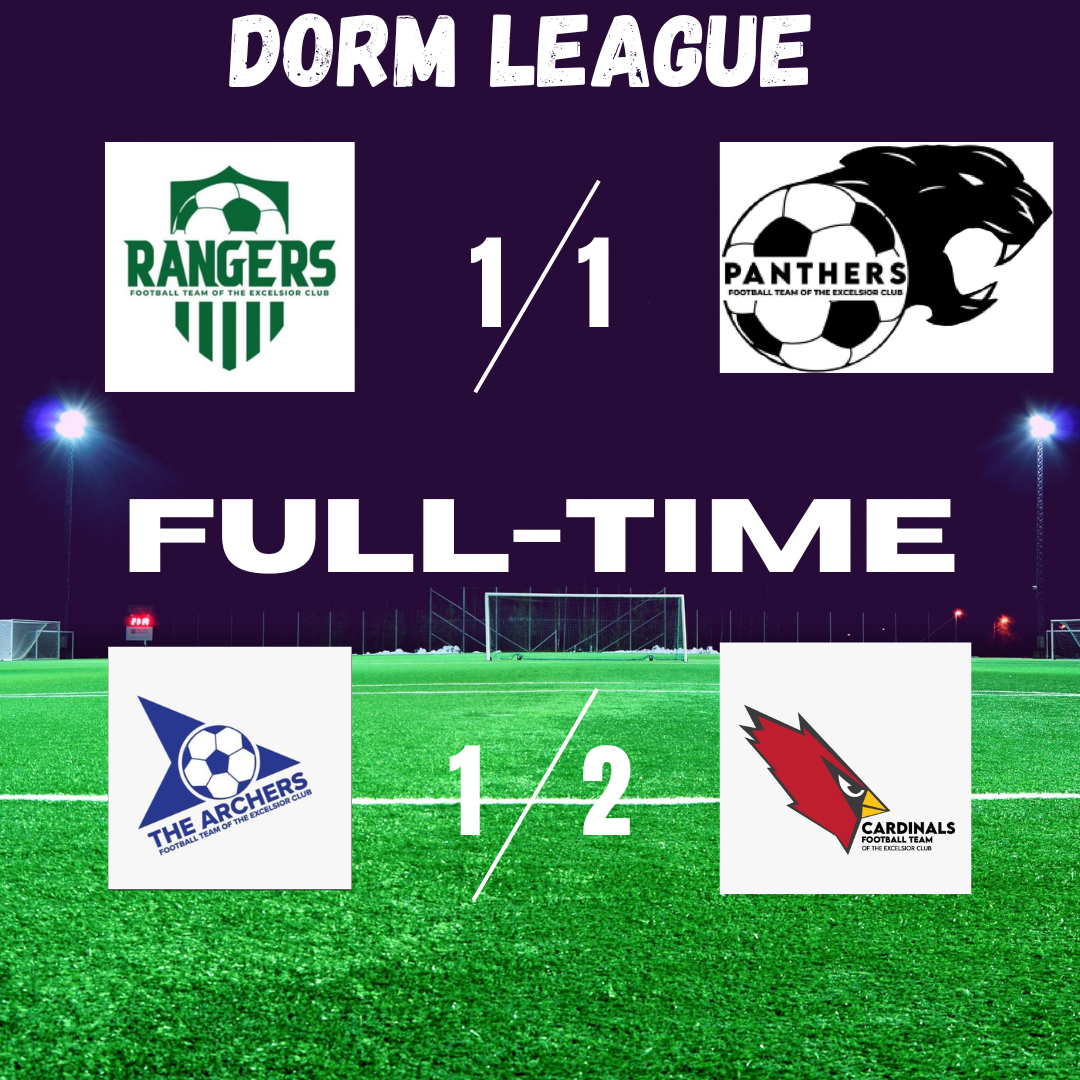 DORM LEAGUE
RANGERS
FOOTBALL TEAM OF THE EXCELSIOR CLUB
1/1
PANTHERS
FOOTBALL TEAM OF THE EXCELSIOR CLUB
FULL-TIME
THE ARCHERS
FOOTBALL TEAM OF THE EXCELSIOR CLUB
1/2
CARDINALS
FOOTBALL TEAM
OF THE EXCELSIOR CLUB